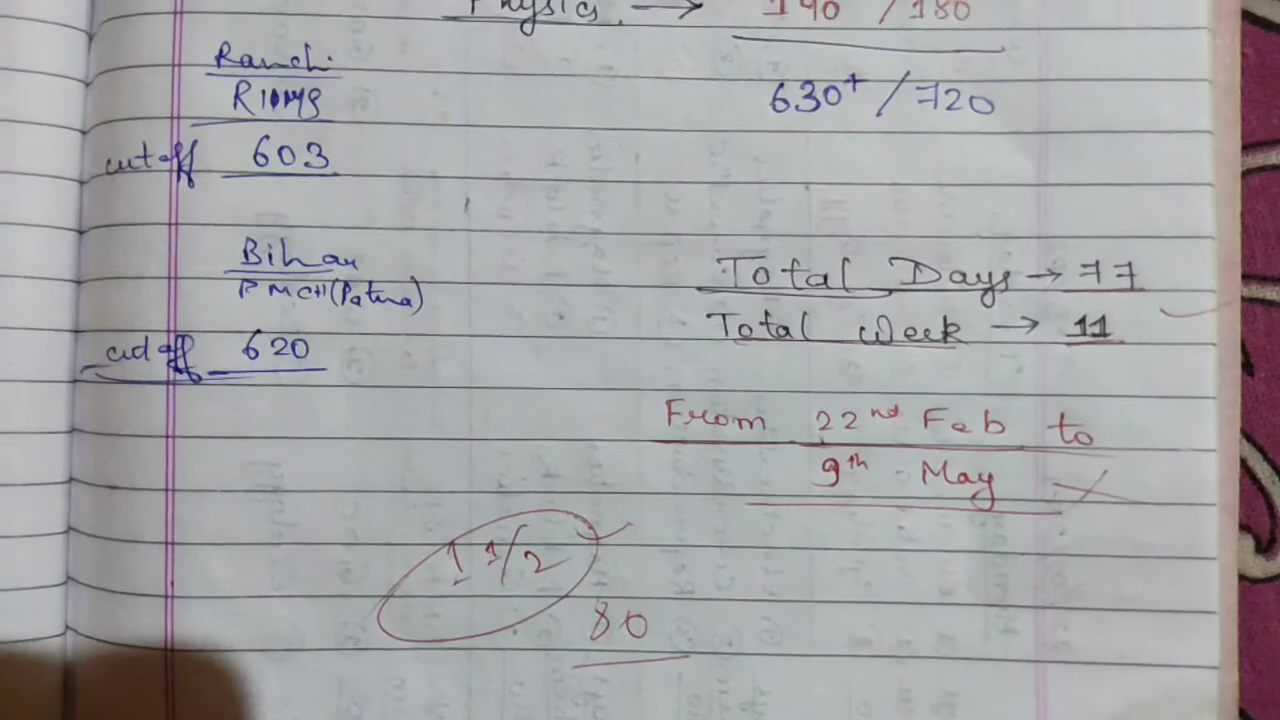 Physics → 140 / 180
Ranchi
RIIMS
cutoff 603
630+ / 720
Bihar
PMCH (Patna)
cutoff 620
Total Days → 77
Total Week → 11
From 22nd Feb to
9th May
1 1/2
80